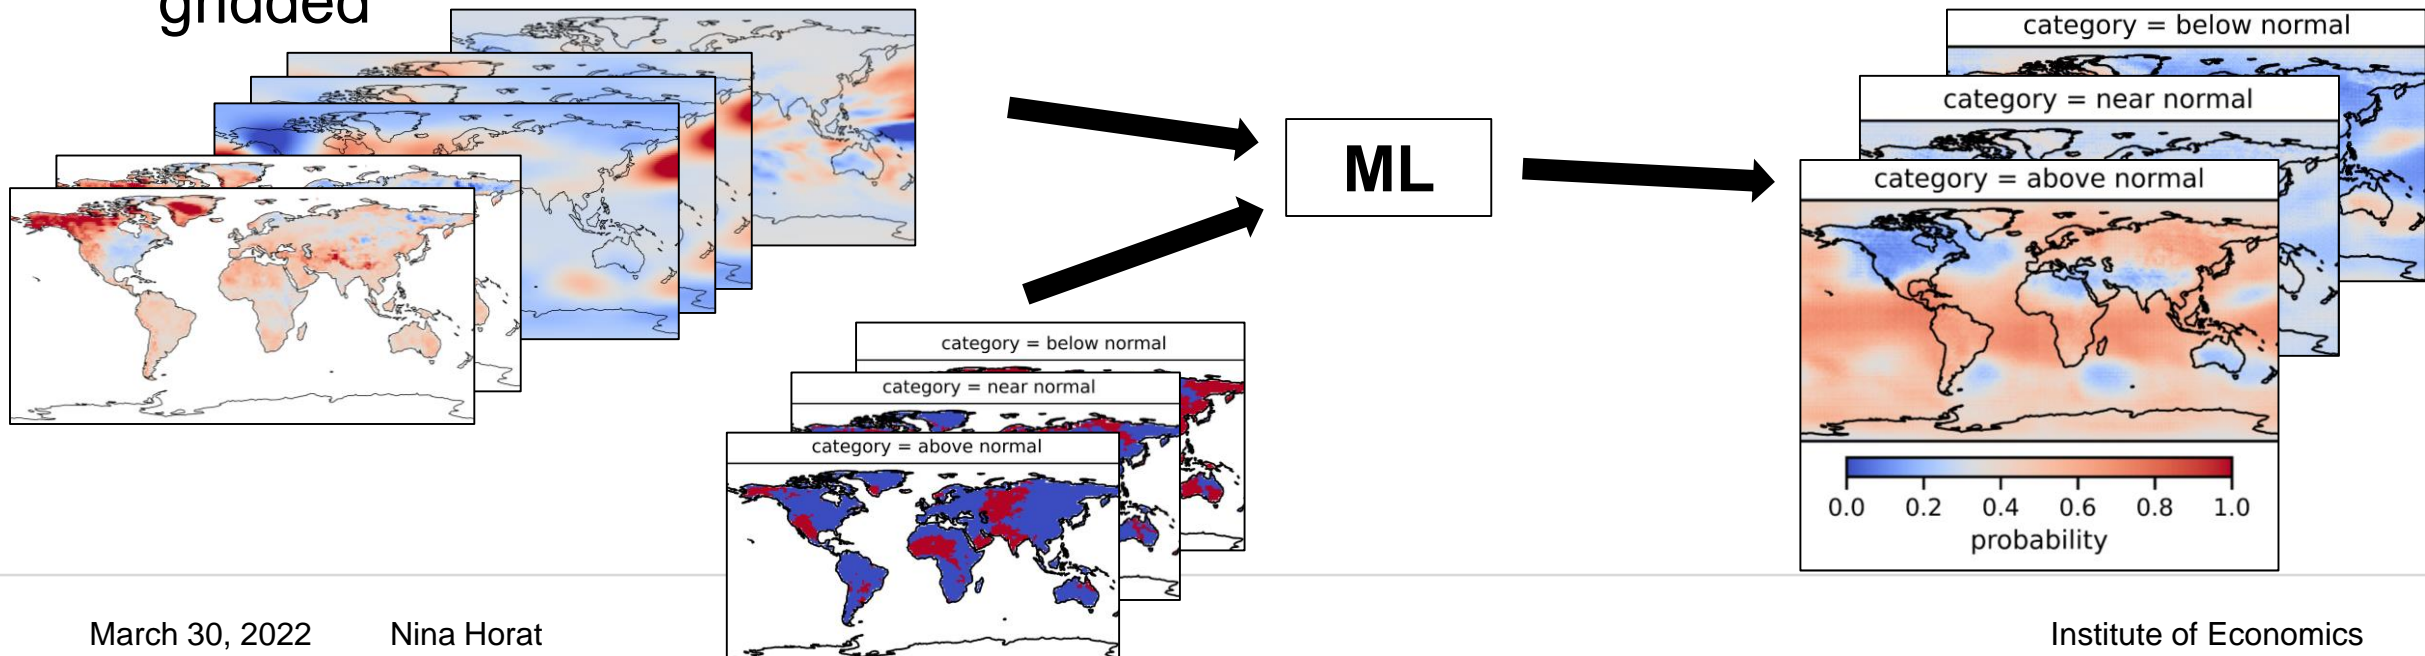 gridded
category = below normal
category = near normal
category = above normal
ML
category = below normal
category = near normal
category = above normal
0.0 0.2 0.4 0.6 0.8 1.0
probability
March 30, 2022 Nina Horat Institute of Economics